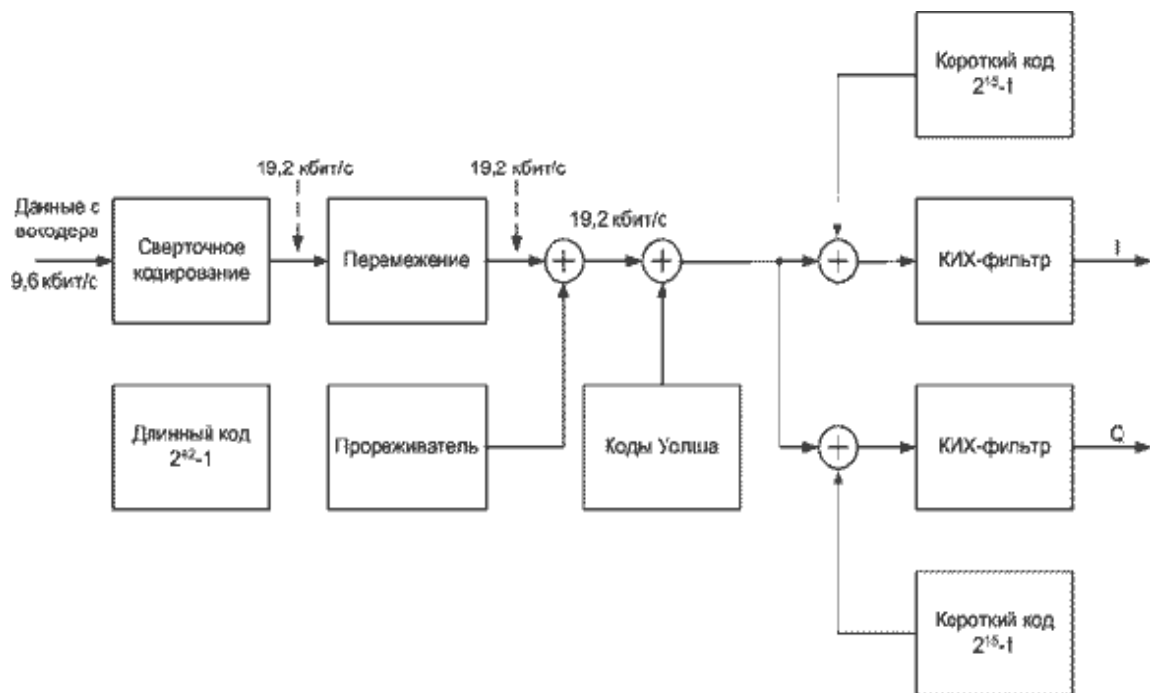 Короткий код
2¹⁵-1
19,2 кбит/с
19,2 кбит/с
Данные с
вокодера
19,2 кбит/с
Сверточное
кодирование
Перемежение
+
+
+
КИХ-фильтр
I
9,6 кбит/с
Длинный код
2⁴²-1
Прореживатель
Коды Уолша
+
КИХ-фильтр
Q
Короткий код
2¹⁵-1